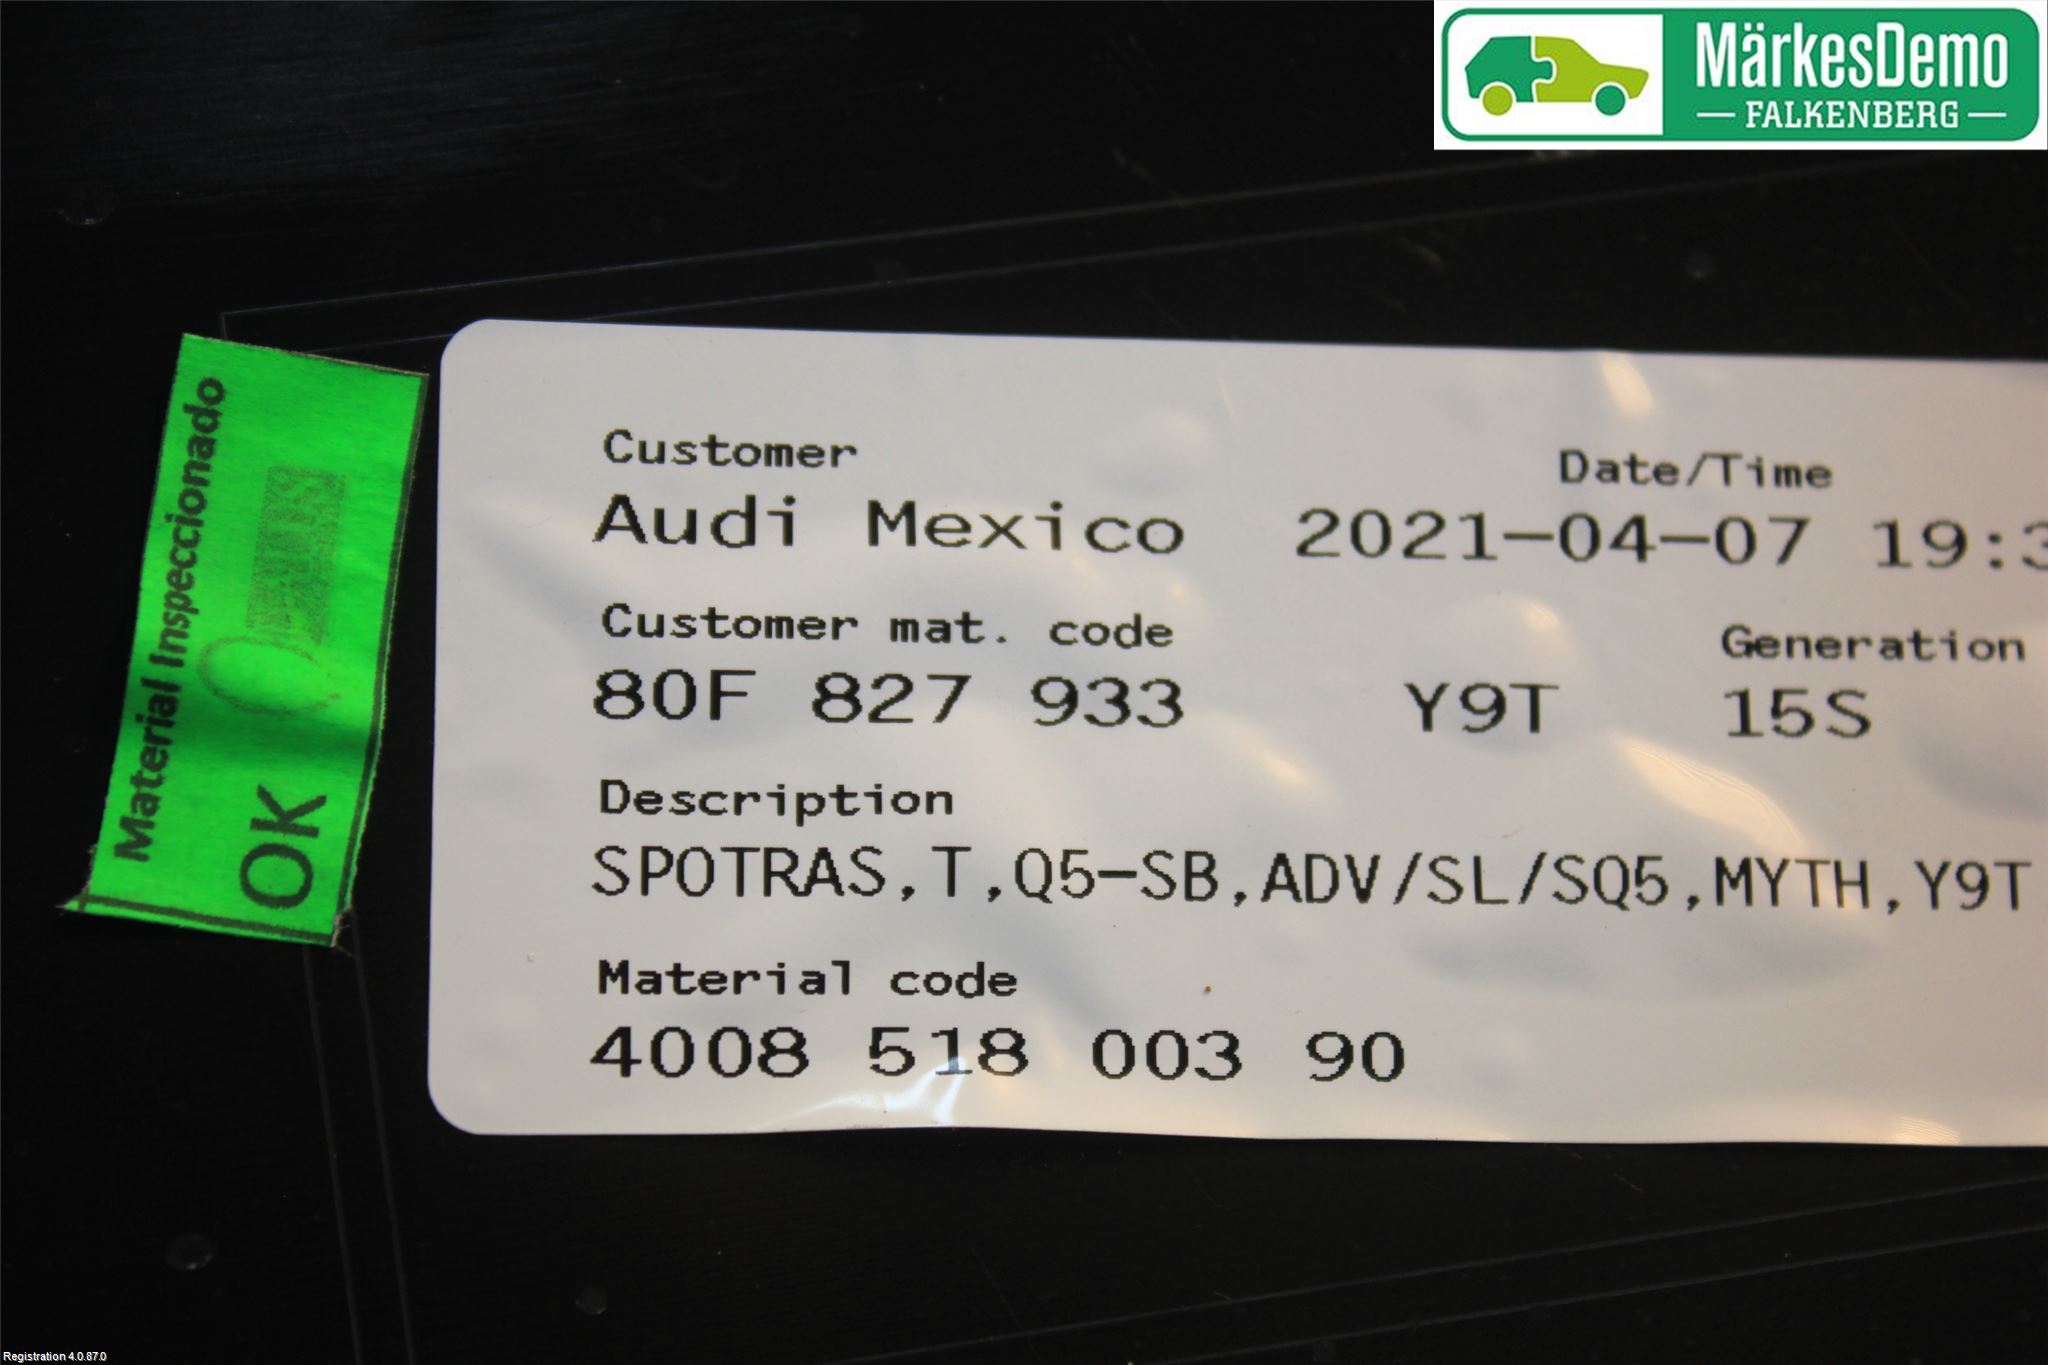 MärkesDemo
FALKENBERG
Material Inspeccionado
OK
Customer
Date/Time
Audi Mexico 2021-04-07 19:3
Customer mat. code
Generation
80F 827 933 Y9T 15S
Description
SPOTRAS,T,Q5-SB,ADV/SL/SQ5,MYTH,Y9T
Material code
4008 518 003 90
Registration 4.0.87.0